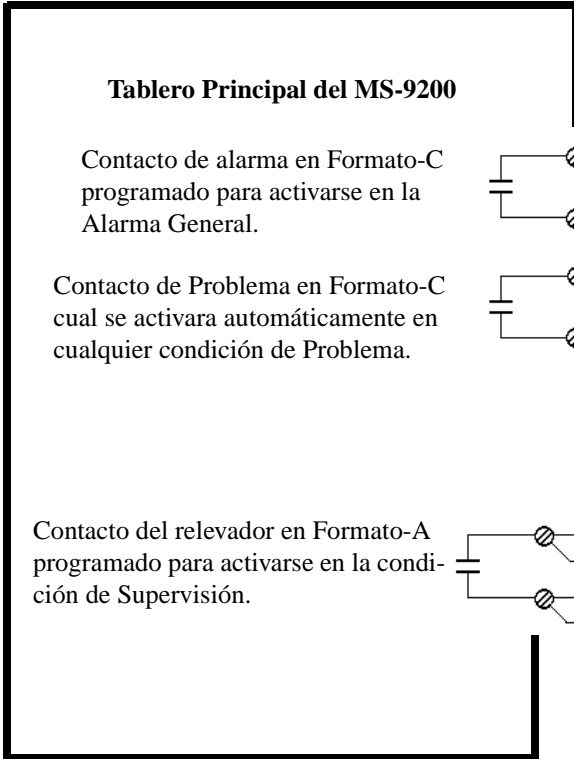 Tablero Principal del MS-9200
Contacto de alarma en Formato-C
programado para activarse en la
Alarma General.
Contacto de Problema en Formato-C
cual se activara automáticamente en
cualquier condición de Problema.
Contacto del relevador en Formato-A
programado para activarse en la condi-
ción de Supervisión.